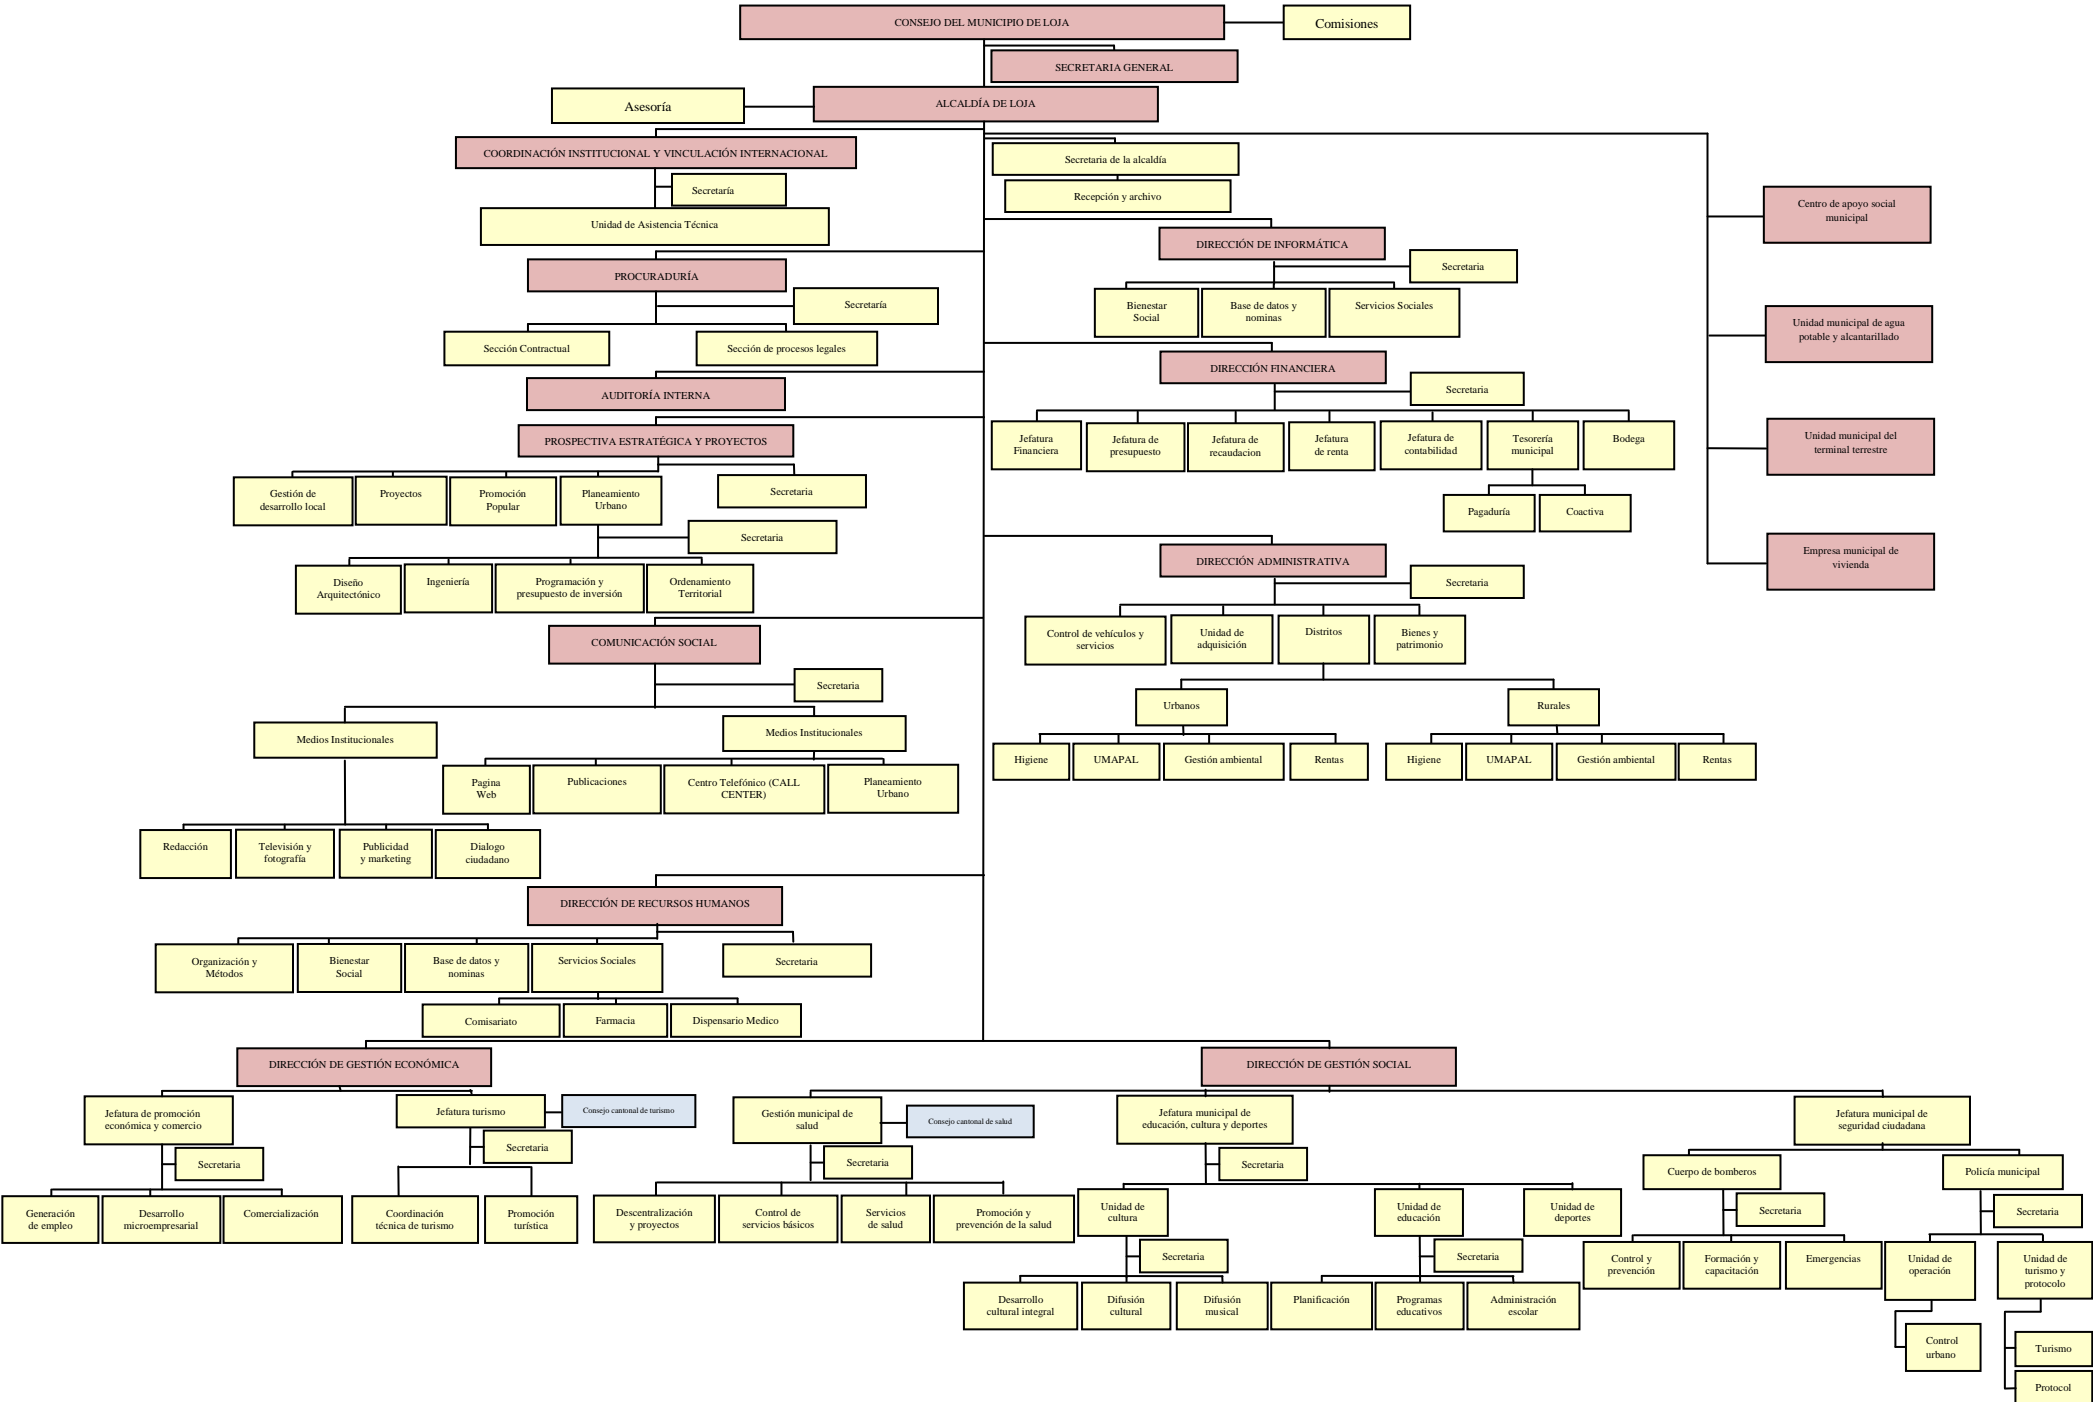 CONSEJO DEL MUNICIPIO DE LOJA
Comisiones
SECRETARIA GENERAL
Asesoría
ALCALDÍA DE LOJA
COORDINACIÓN INSTITUCIONAL Y VINCULACIÓN INTERNACIONAL
Secretaría
Unidad de Asistencia Técnica
Secretaria de la alcaldía
Recepción y archivo
Centro de apoyo social
municipal
Unidad municipal de agua
potable y alcantarillado
Unidad municipal del
terminal terrestre
Empresa municipal de
vivienda
PROCURADURÍA
Secretaría
Sección Contractual
Sección de procesos legales
AUDITORÍA INTERNA
PROSPECTIVA ESTRATÉGICA Y PROYECTOS
Gestión de
desarrollo local
Proyectos
Promoción
Popular
Planeamiento
Urbano
Secretaria
Secretaria
Diseño
Arquitectónico
Ingeniería
Programación y
presupuesto de inversión
Ordenamiento
Territorial
DIRECCIÓN DE INFORMÁTICA
Secretaria
Bienestar
Social
Base de datos y
nominas
Servicios Sociales
DIRECCIÓN FINANCIERA
Secretaria
Jefatura
Financiera
Jefatura de
presupuesto
Jefatura de
recaudacion
Jefatura
de renta
Jefatura de
contabilidad
Tesorería
municipal
Bodega
Pagaduría
Coactiva
DIRECCIÓN ADMINISTRATIVA
Secretaria
Control de vehículos y
servicios
Unidad de
adquisición
Distritos
Bienes y
patrimonio
Urbanos
Rurales
Higiene
UMAPAL
Gestión ambiental
Rentas
Higiene
UMAPAL
Gestión ambiental
Rentas
COMUNICACIÓN SOCIAL
Secretaria
Medios Institucionales
Medios Institucionales
Pagina
Web
Publicaciones
Centro Telefónico (CALL
CENTER)
Planeamiento
Urbano
Redacción
Televisión y
fotografía
Publicidad
y marketing
Dialogo
ciudadano
DIRECCIÓN DE RECURSOS HUMANOS
Organización y
Métodos
Bienestar
Social
Base de datos y
nominas
Servicios Sociales
Secretaria
Comisariato
Farmacia
Dispensario Medico
DIRECCIÓN DE GESTIÓN ECONÓMICA
Jefatura de promoción
económica y comercio
Secretaria
Generación
de empleo
Desarrollo
microempresarial
Comercialización
Jefatura turismo
Consejo cantonal de turismo
Secretaria
Coordinación
técnica de turismo
Promoción
turística
DIRECCIÓN DE GESTIÓN SOCIAL
Gestión municipal de
salud
Consejo cantonal de salud
Secretaria
Descentralización
y proyectos
Control de
servicios básicos
Servicios
de salud
Promoción y
prevención de la salud
Jefatura municipal de
educación, cultura y deportes
Secretaria
Unidad de
cultura
Unidad de
educación
Unidad de
deportes
Secretaria
Secretaria
Desarrollo
cultural integral
Difusión
cultural
Difusión
musical
Planificación
Programas
educativos
Administración
escolar
Jefatura municipal de
seguridad ciudadana
Cuerpo de bomberos
Secretaria
Control y
prevención
Formación y
capacitación
Emergencias
Policía municipal
Secretaria
Unidad de
operación
Unidad de
turismo y
protocolo
Control
urbano
Turismo
Protocol